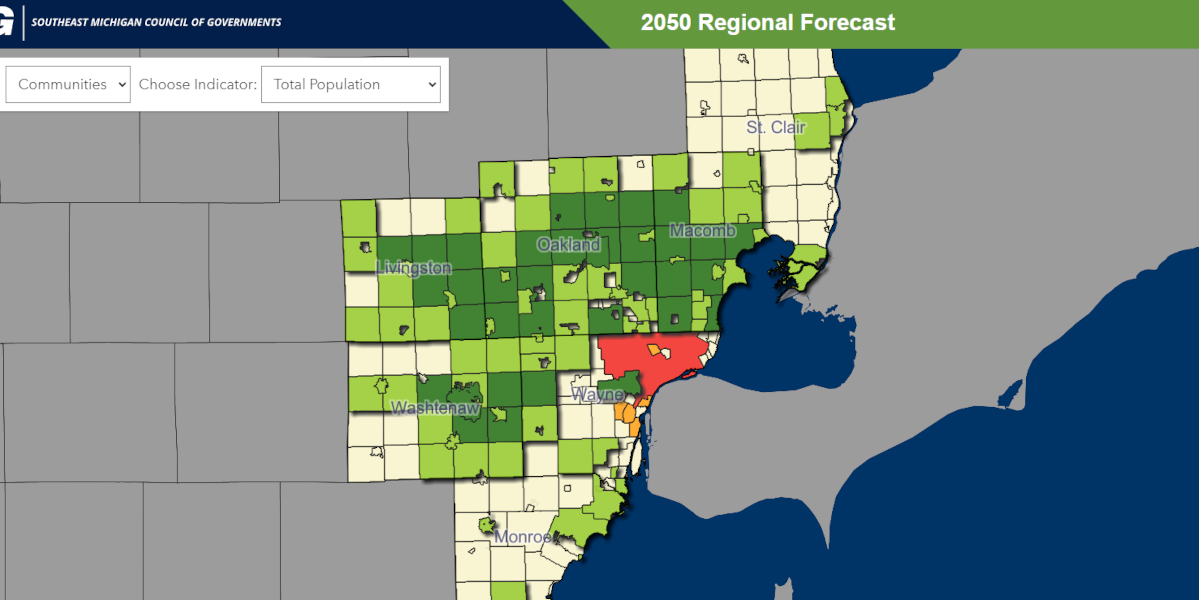 G SOUTHEAST MICHIGAN COUNCIL OF GOVERNMENTS
2050 Regional Forecast
Communities Choose Indicator: Total Population
St. Clair
Macomb
Oakland
Livingston
Wayne
Washtenaw
Monroe